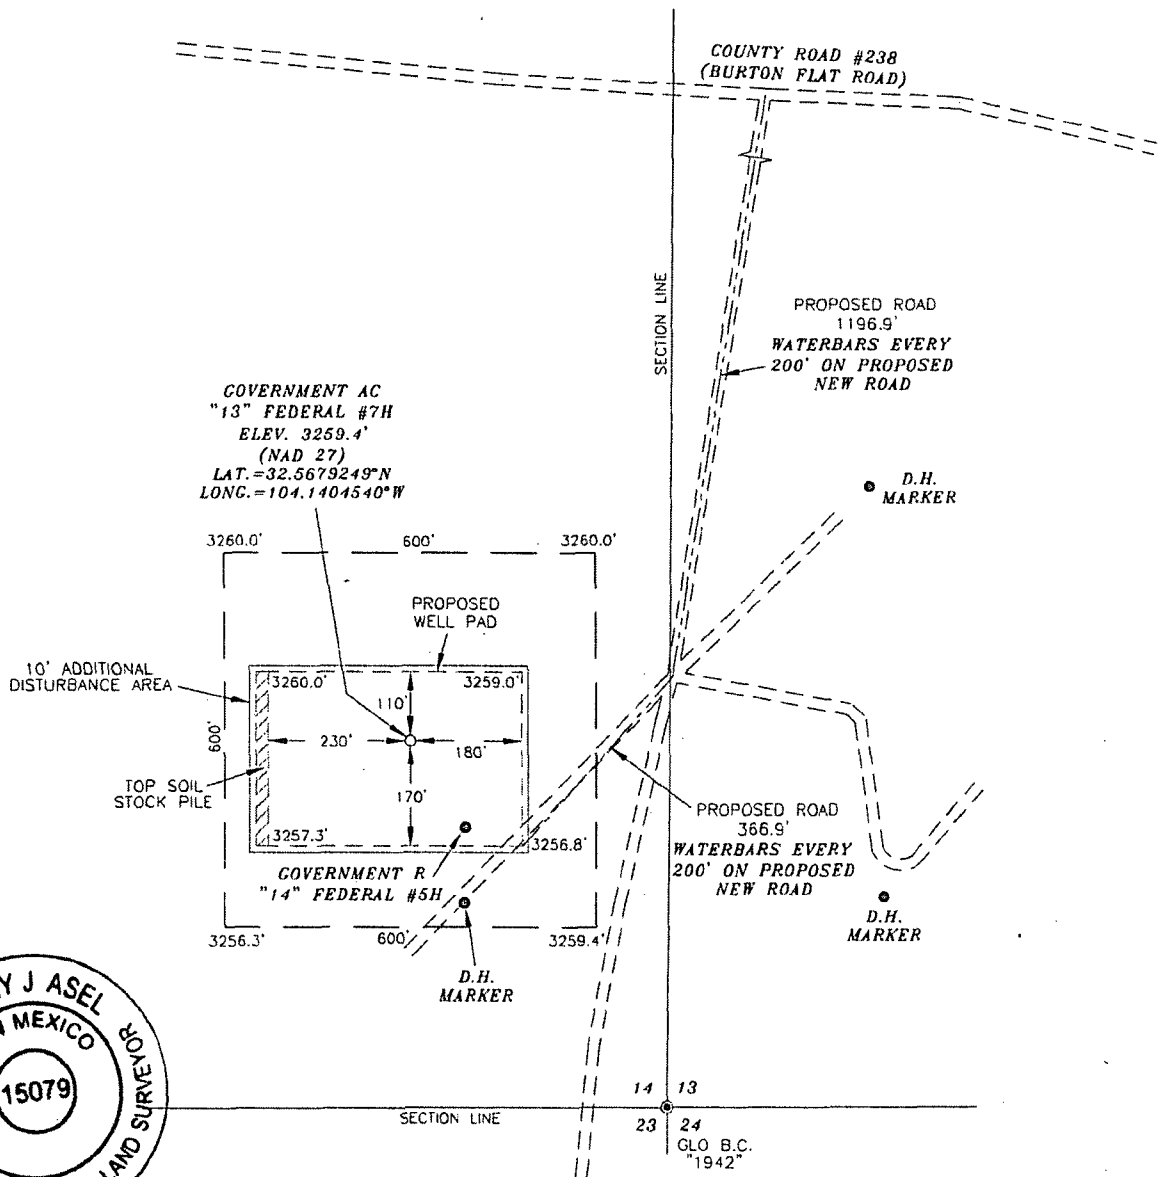 COUNTY ROAD #238
(BURTON FLAT ROAD)
SECTION LINE
PROPOSED ROAD
1196.9'
WATERBARS EVERY
200' ON PROPOSED
NEW ROAD
GOVERNMENT AC
"13" FEDERAL #7H
ELEV. 3259.4'
(NAD 27)
LAT.=32.5679249°N
LONG.=104.1404540°W
D.H.
MARKER
3260.0' 600' 3260.0'
PROPOSED
WELL PAD
10' ADDITIONAL
DISTURBANCE AREA
3260.0' 3259.0'
110'
600'
230' 180'
TOP SOIL
STOCK PILE
170'
3257.3' 3256.8'
PROPOSED ROAD
366.9'
WATERBARS EVERY
200' ON PROPOSED
NEW ROAD
GOVERNMENT R
"14" FEDERAL #5H
3256.3' 600' 3259.4'
D.H.
MARKER
D.H.
MARKER
Y J ASEL
MEXICO
15079
LAND SURVEYOR
14 13
SECTION LINE
23 24
GLO B.C.
"1942"